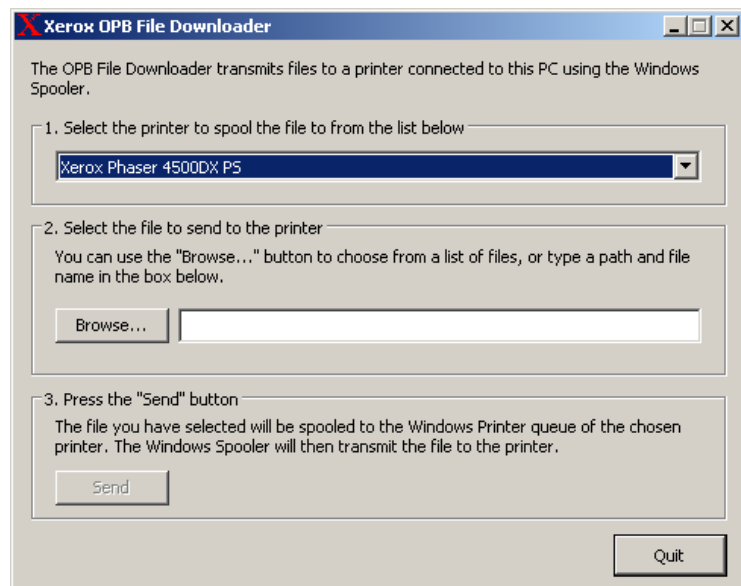 Xerox OPB File Downloader
The OPB File Downloader transmits files to a printer connected to this PC using the Windows
Spooler.
1. Select the printer to spool the file to from the list below
Xerox Phaser 4500DX PS
2. Select the file to send to the printer
You can use the "Browse..." button to choose from a list of files, or type a path and file
name in the box below.
Browse...
3. Press the "Send" button
The file you have selected will be spooled to the Windows Printer queue of the chosen
printer. The Windows Spooler will then transmit the file to the printer.
Send
Quit